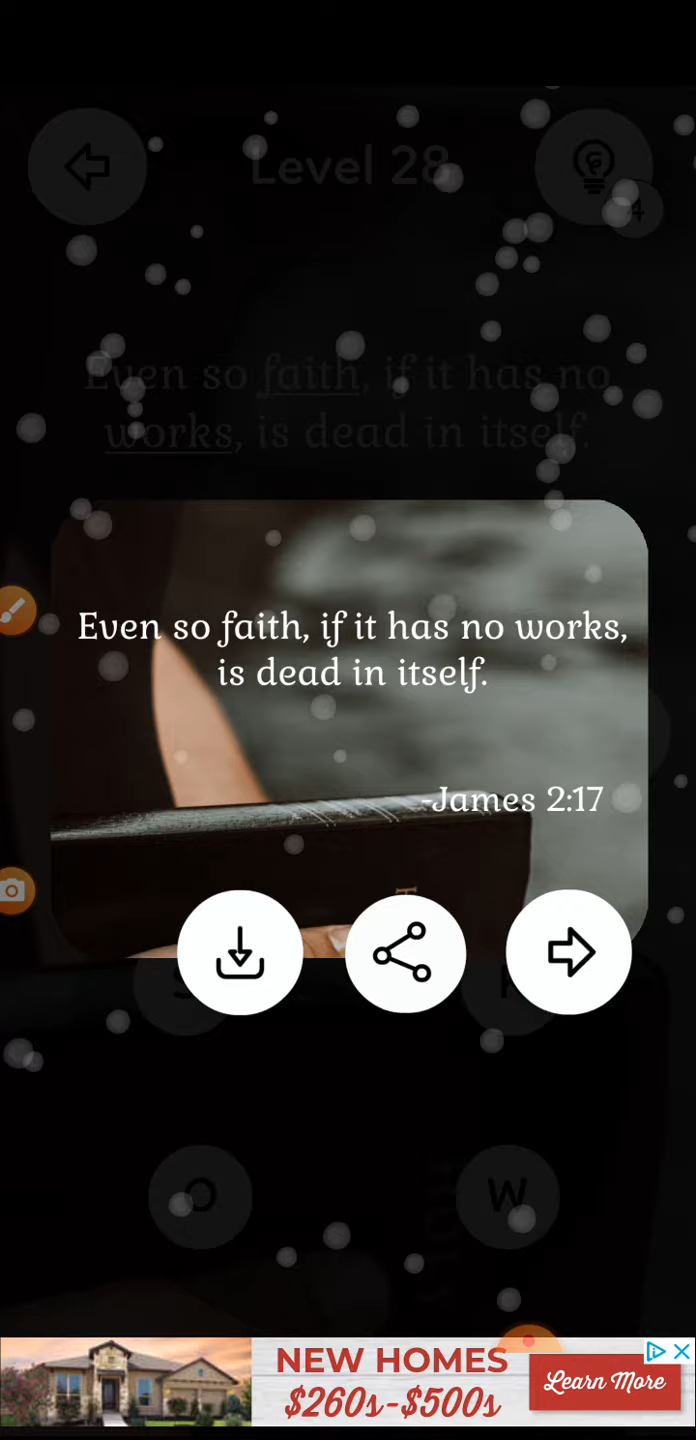 Level 28
4
Even so faith, if it has no
works, is dead in itself.
Even so faith, if it has no works,
is dead in itself.
-James 2:17
S
O
W
NEW HOMES
$260s-$500s
Learn More